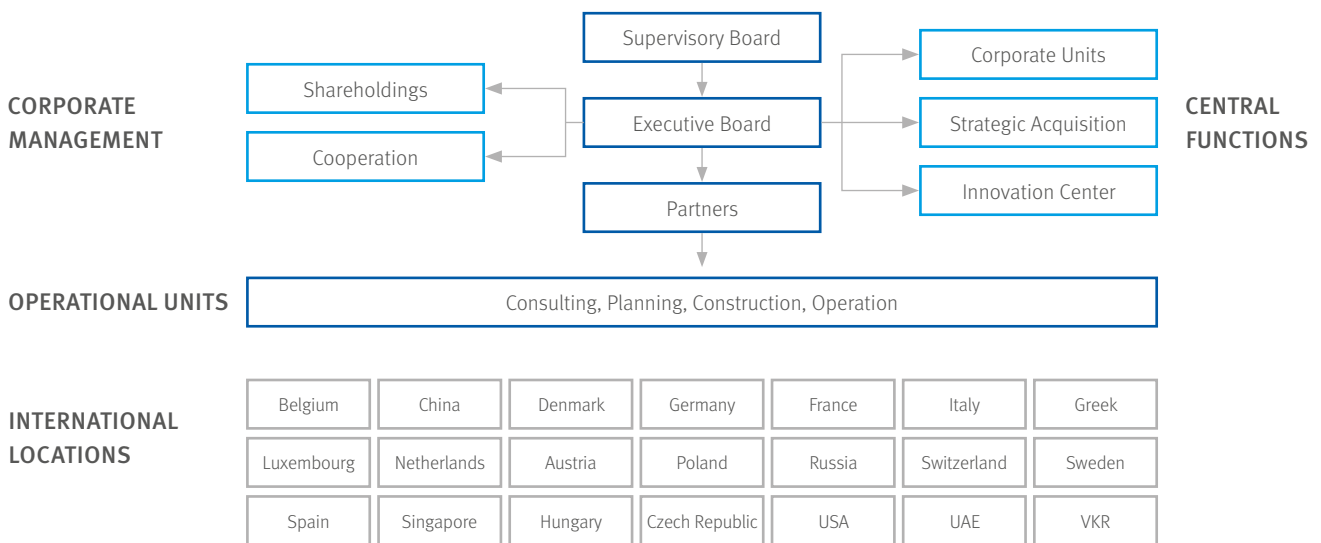 Supervisory Board
Corporate Units
Shareholdings
CORPORATE
MANAGEMENT
Executive Board
Strategic Acquisition
CENTRAL
FUNCTIONS
Cooperation
Innovation Center
Partners
OPERATIONAL UNITS
Consulting, Planning, Construction, Operation
INTERNATIONAL
LOCATIONS
Belgium
China
Denmark
Germany
France
Italy
Greek
Luxembourg
Netherlands
Austria
Poland
Russia
Switzerland
Sweden
Spain
Singapore
Hungary
Czech Republic
USA
UAE
VKR